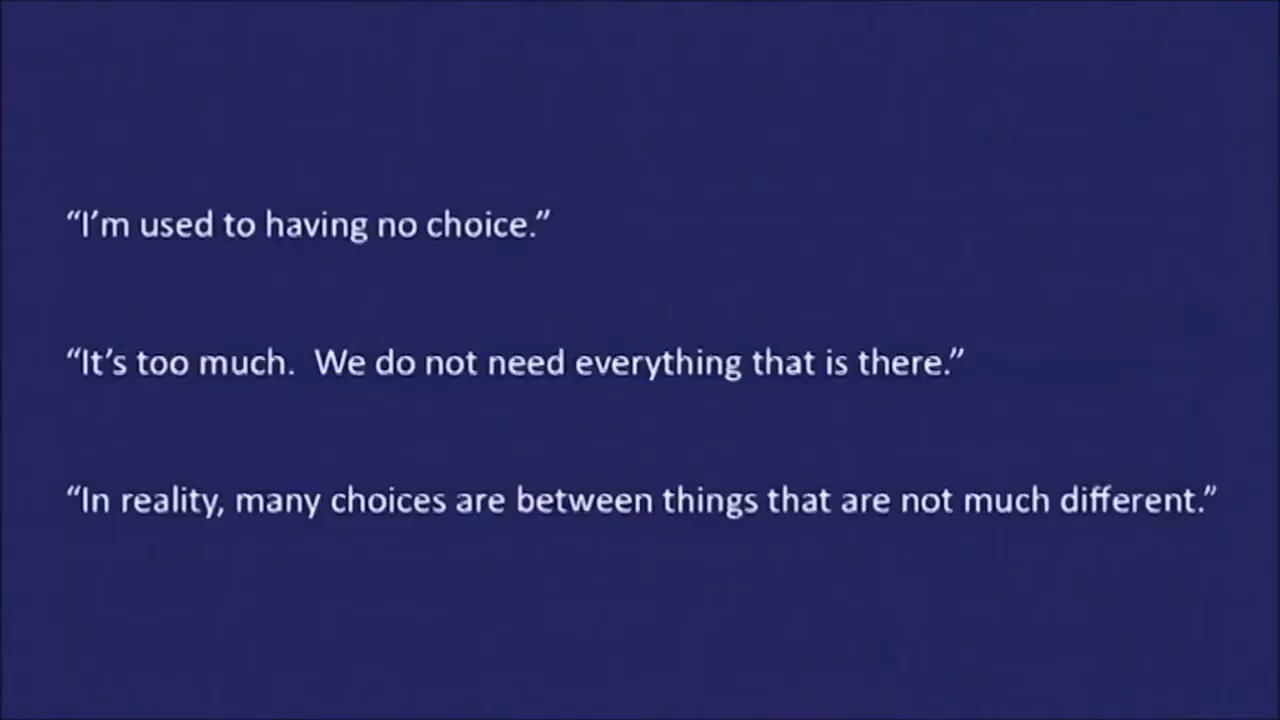 “I’m used to having no choice.”
“It’s too much.  We do not need everything that is there.”
“In reality, many choices are between things that are not much different.”